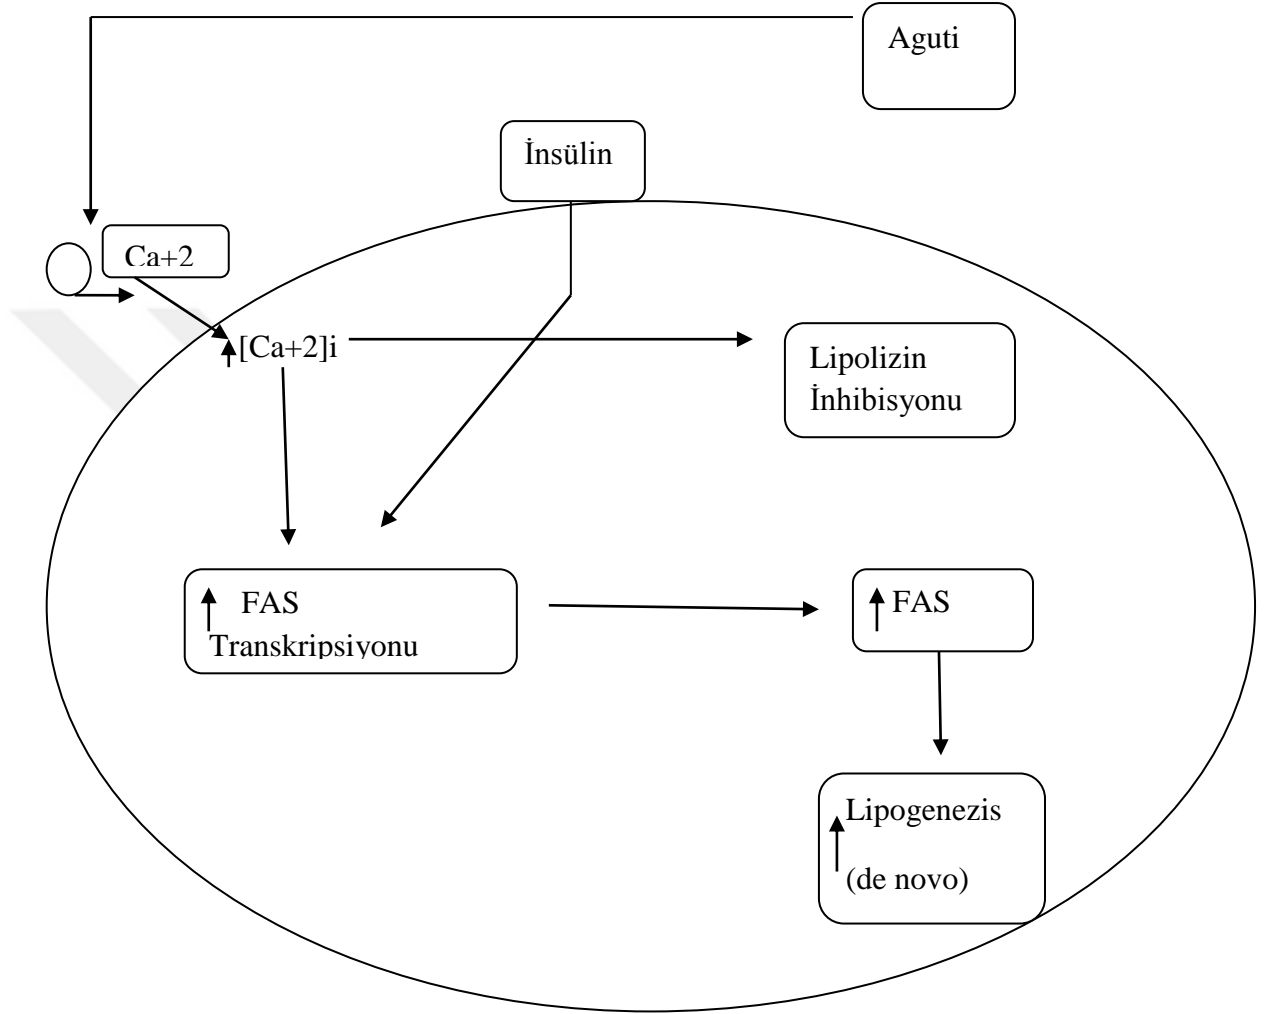 Aguti
İnsülin
Ca+2
[Ca+2]i
Lipolizin
İnhibisyonu
FAS
Transkripsiyonu
FAS
Lipogenezis
(de novo)